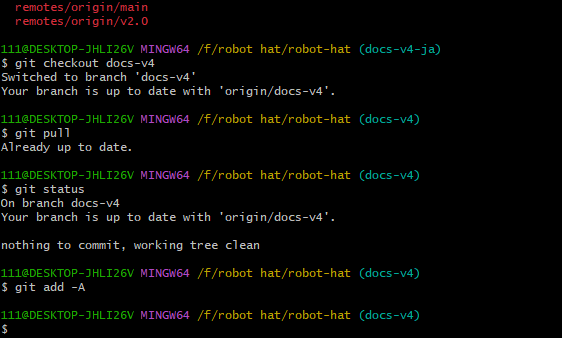 remotes/origin/main
remotes/origin/v2.0
111@DESKTOP-JHLI26V MINGW64 /f/robot hat/robot-hat (docs-v4-ja)
$ git checkout docs-v4
Switched to branch 'docs-v4'
Your branch is up to date with 'origin/docs-v4'.
111@DESKTOP-JHLI26V MINGW64 /f/robot hat/robot-hat (docs-v4)
$ git pull
Already up to date.
111@DESKTOP-JHLI26V MINGW64 /f/robot hat/robot-hat (docs-v4)
$ git status
On branch docs-v4
Your branch is up to date with 'origin/docs-v4'.
nothing to commit, working tree clean
111@DESKTOP-JHLI26V MINGW64 /f/robot hat/robot-hat (docs-v4)
$ git add -A
111@DESKTOP-JHLI26V MINGW64 /f/robot hat/robot-hat (docs-v4)
$